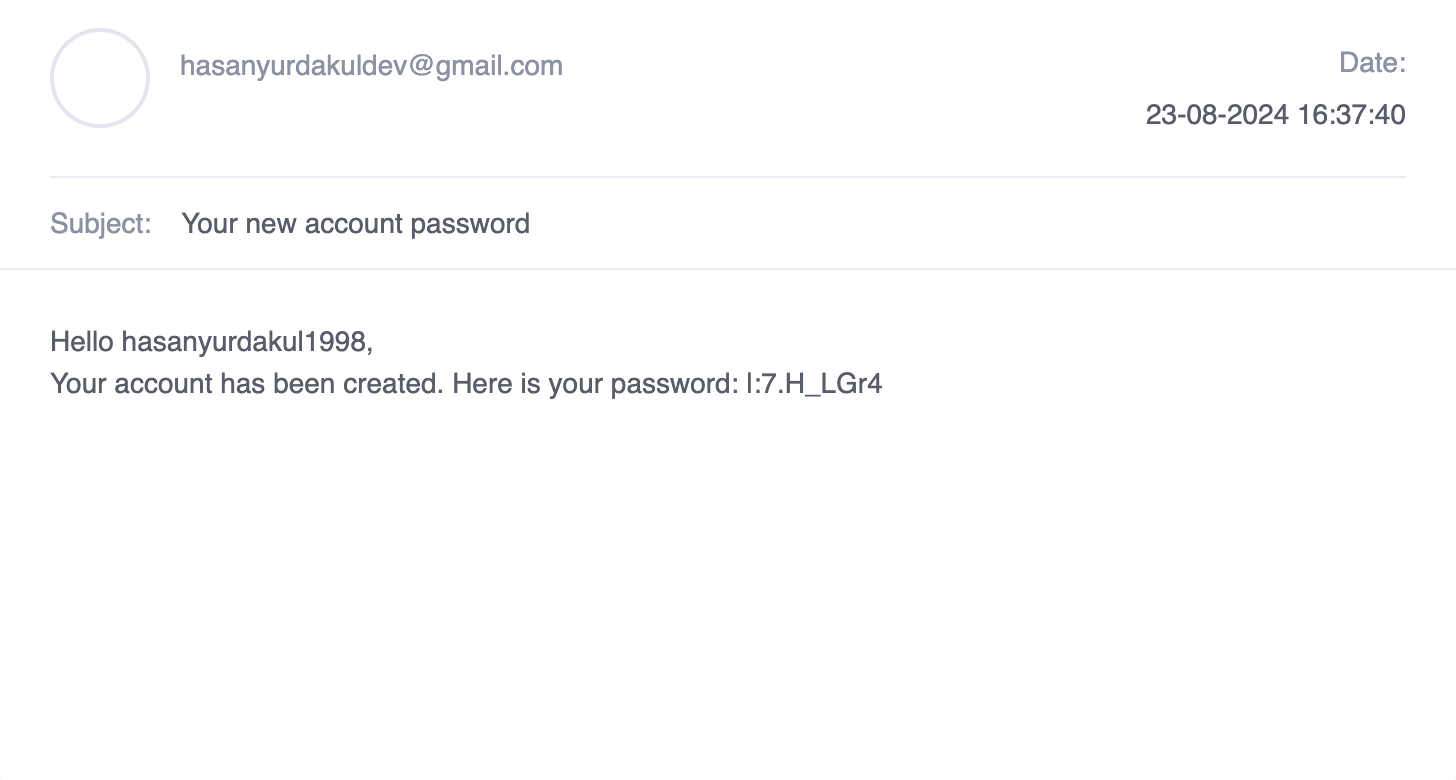 hasanyurdakuldev@gmail.com
Date:
23-08-2024 16:37:40
Subject: Your new account password
Hello hasanyurdakul1998,
Your account has been created. Here is your password: l:7.H_LGr4